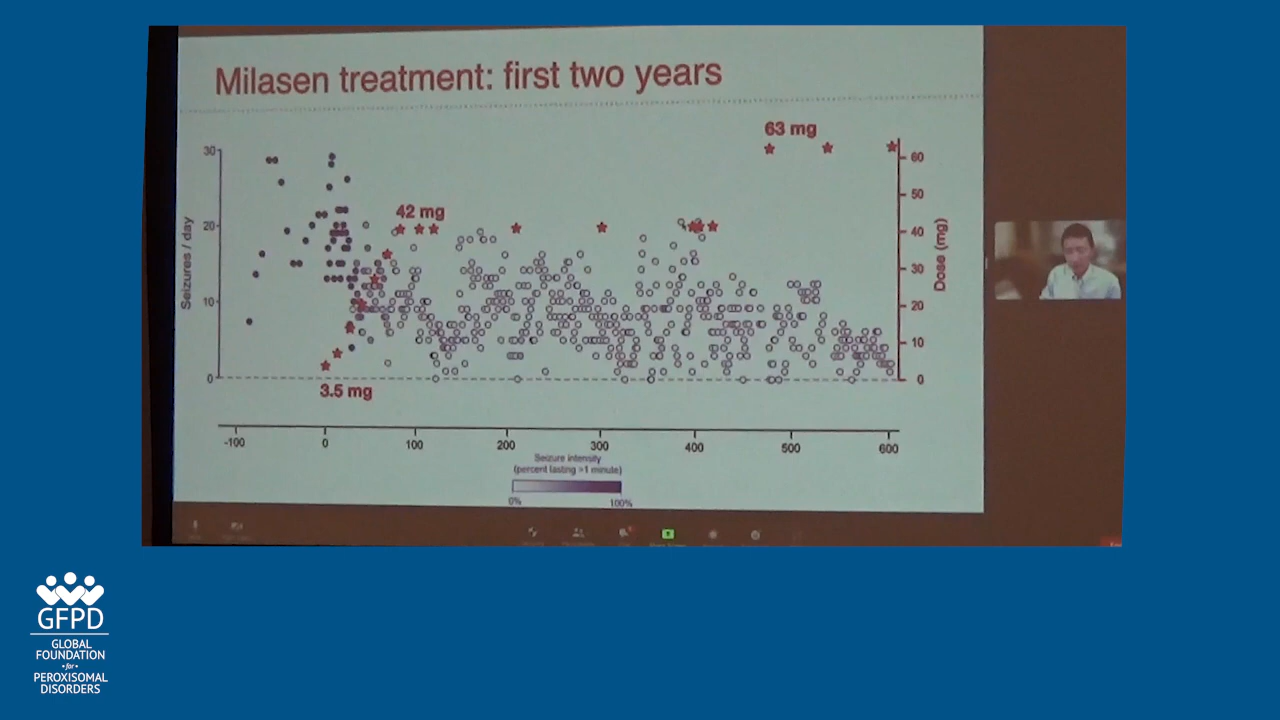 Milasen treatment: first two years
63 mg
42 mg
3.5 mg
30
20
10
0
Seizures / day
60
50
40
30
20
10
0
Dose (mg)
-100 0 100 200 300 400 500 600
Seizure intensity
(percent lasting >1 minute)
0% 100%
GFPD
GLOBAL
FOUNDATION
•for•
PEROXISOMAL
DISORDERS